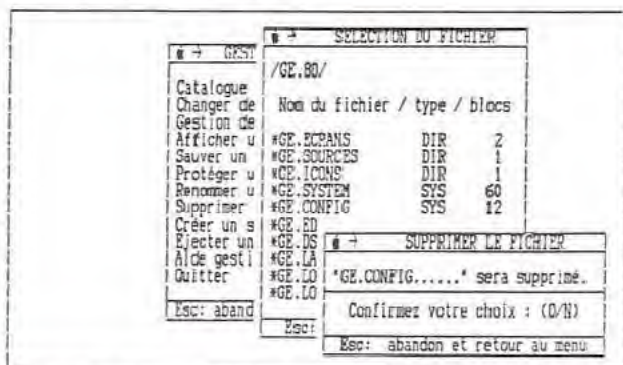 → SELECTION DU FICHIER
→ GEST
/GE.80/
Catalogue
Changer de
Gestion de
Afficher u
Sauver un
Protéger u
Renommer u
Supprimer
Créer un s
Ejecter un
Aide gesti
Quitter
Esc: aband
Nom du fichier / type / blocs
*GE.ECRANS DIR 2
*GE.SOURCES DIR 1
*GE.ICONS DIR 1
*GE.SYSTEM SYS 60
*GE.CONFIG SYS 12
*GE.ED
*GE.DS
*GE.LA
*GE.LO
*GE.LO
Esc:
→ SUPPRIMER LE FICHIER
"GE.CONFIG......" sera supprimé.
Confirmez votre choix : (O/N)
Esc: abandon et retour au menu